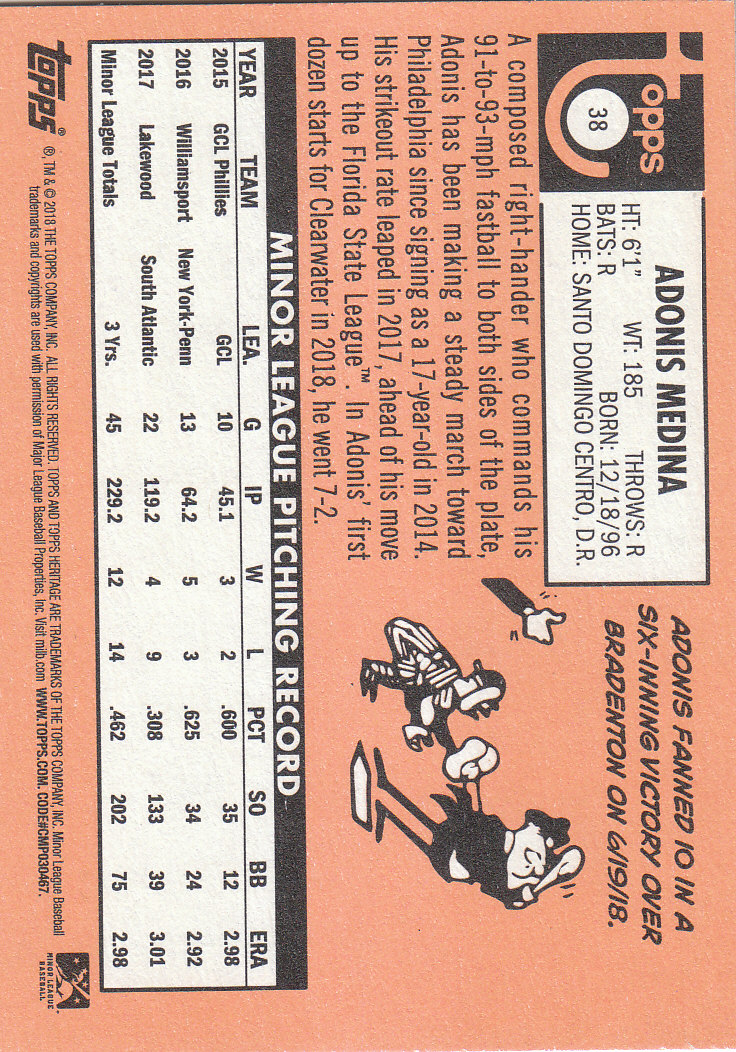 Topps
38
ADONIS MEDINA
HT: 6'1" WT: 185 THROWS: R
BATS: R BORN: 12/18/96
HOME: SANTO DOMINGO CENTRO, D.R.
A composed right-hander who commands his
91-to-93-mph fastball to both sides of the plate,
Adonis has been making a steady march toward
Philadelphia since signing as a 17-year-old in 2014.
His strikeout rate leaped in 2017, ahead of his move
up to the Florida State League™. In Adonis' first
dozen starts for Clearwater in 2018, he went 7-2.
ADONIS FANNED 10 IN A
SIX-INNING VICTORY OVER
BRADENTON ON 6/19/18.
MINOR LEAGUE PITCHING RECORD
YEAR TEAM LEA. G IP W L PCT SO BB ERA
2015 GCL Phillies GCL 10 45.1 3 2 .600 35 12 2.98
2016 Williamsport New York-Penn 13 64.2 5 3 .625 34 24 2.92
2017 Lakewood South Atlantic 22 119.2 4 9 .308 133 39 3.01
Minor League Totals 3 Yrs. 45 229.2 12 14 .462 202 75 2.98
Topps®
®, TM & © 2018 THE TOPPS COMPANY, INC. ALL RIGHTS RESERVED. TOPPS AND TOPPS HERITAGE ARE TRADEMARKS OF THE TOPPS COMPANY, INC. Minor League Baseball
trademarks and copyrights are used with permission of Major League Baseball Properties, Inc. Visit milb.com WWW.TOPPS.COM. CODE#CMP030467.
MINOR LEAGUE
BASEBALL